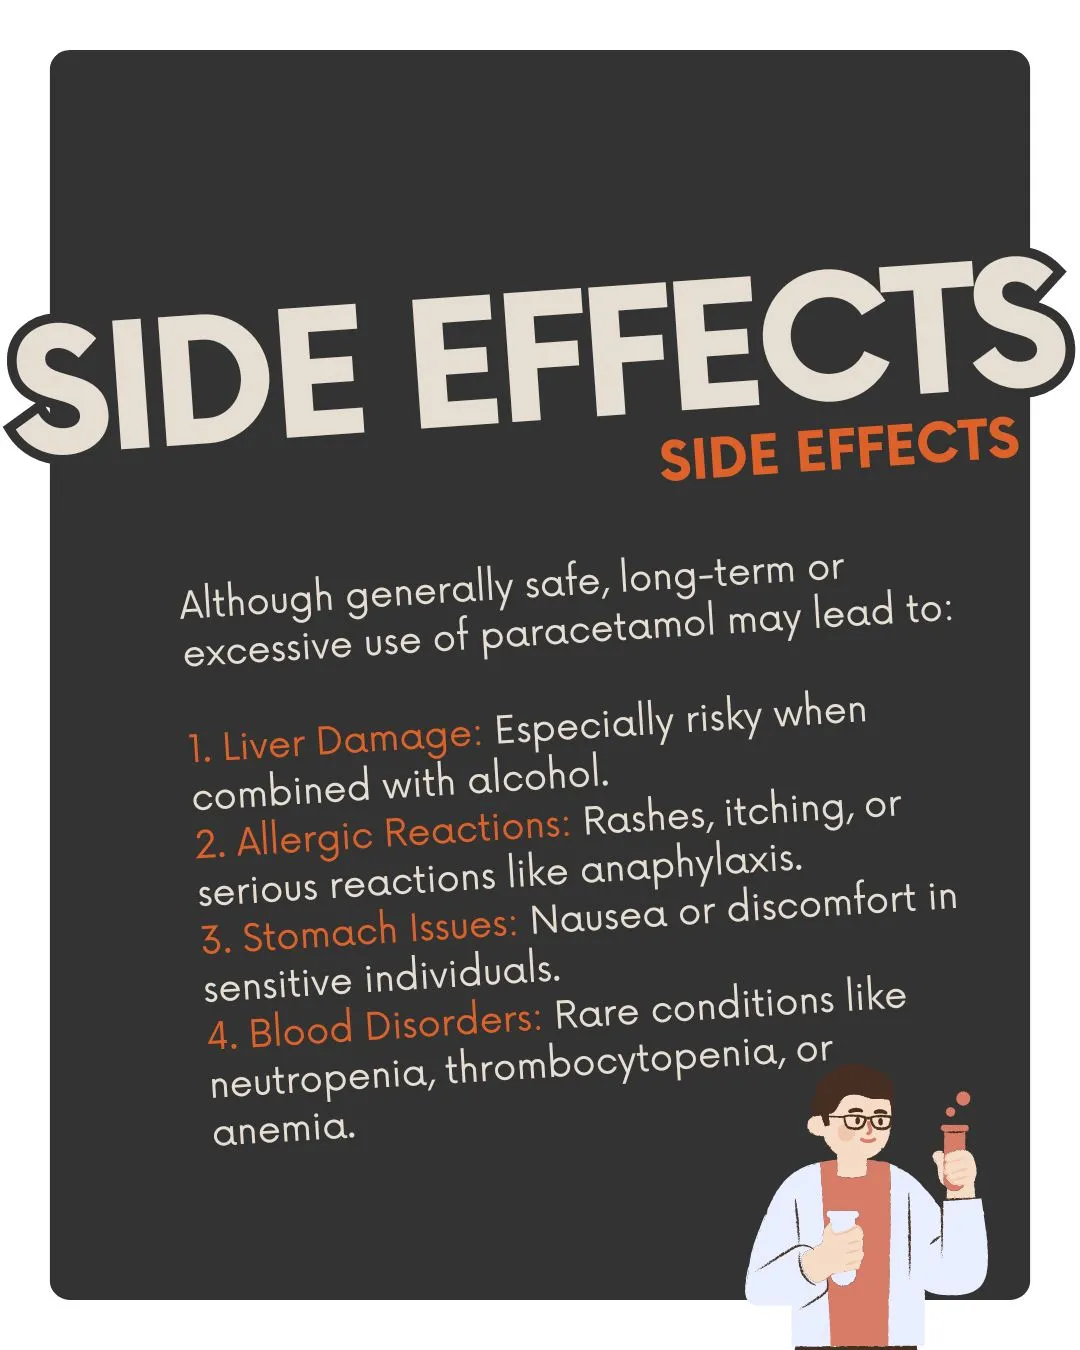 SIDE EFFECTS
SIDE EFFECTS
Although generally safe, long-term or
excessive use of paracetamol may lead to:
1. Liver Damage: Especially risky when
combined with alcohol.
2. Allergic Reactions: Rashes, itching, or
serious reactions like anaphylaxis.
3. Stomach Issues: Nausea or discomfort in
sensitive individuals.
4. Blood Disorders: Rare conditions like
neutropenia, thrombocytopenia, or
anemia.